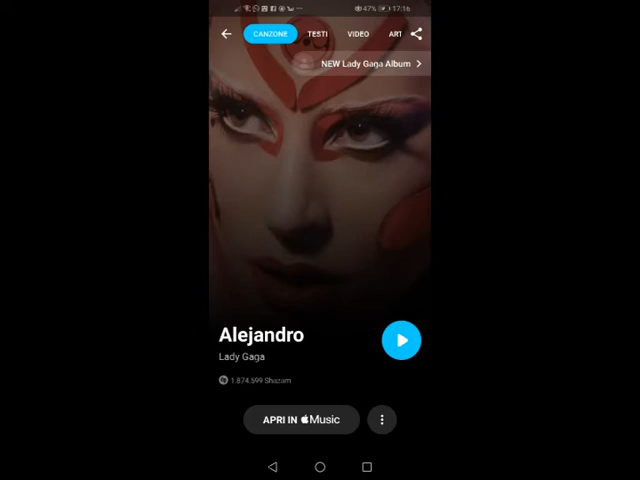 47% 17:16
CANZONE TESTI VIDEO ART
NEW Lady Gaga Album
Alejandro
Lady Gaga
1.874.599 Shazam
APRI IN Music